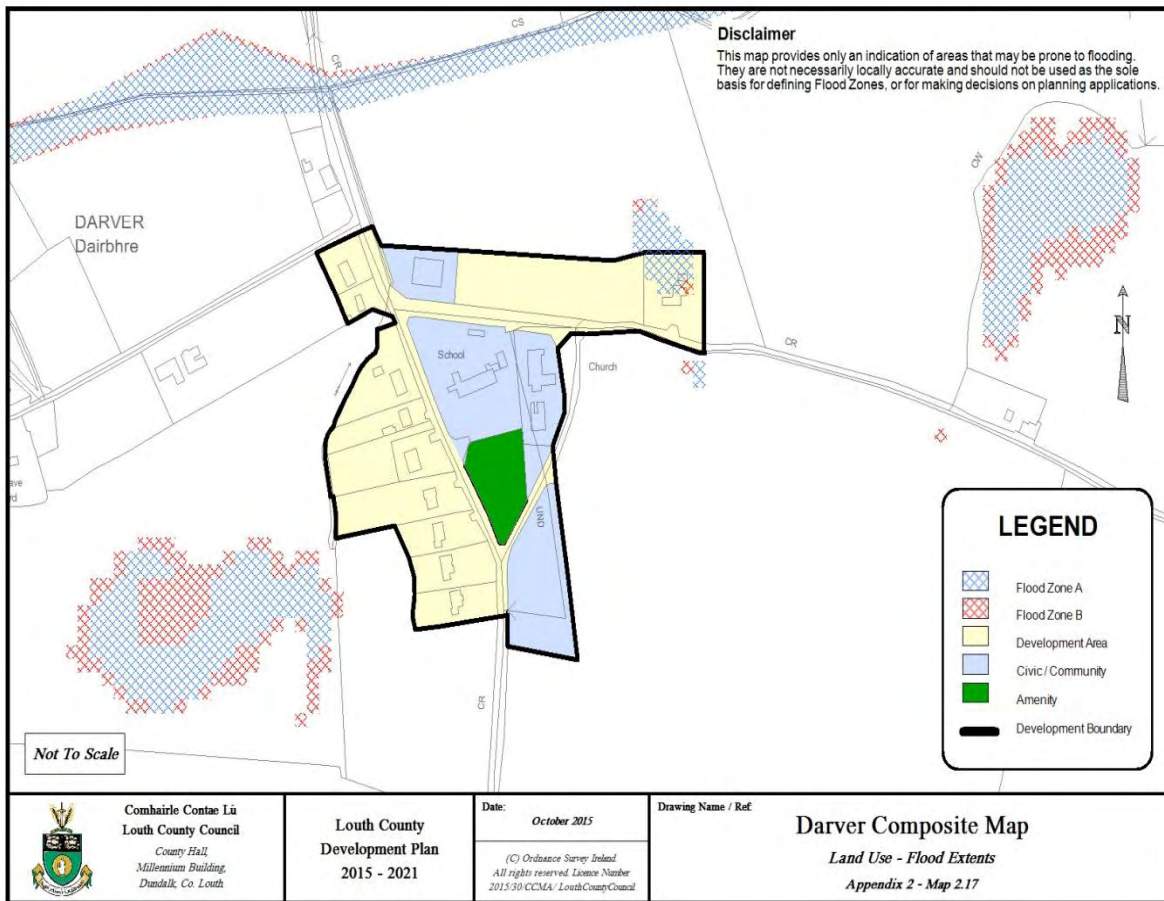 Disclaimer
This map provides only an indication of areas that may be prone to flooding.
They are not necessarily locally accurate and should not be used as the sole
basis for defining Flood Zones, or for making decisions on planning applications.
CS
CR
CW
DARVER
Dairbhre
N
CR
School
Church
UND
ave
rd
CR
LEGEND
Flood Zone A
Flood Zone B
Development Area
Civic / Community
Amenity
Development Boundary
Not To Scale
Comhairle Contae Lú
Louth County Council
County Hall,
Millennium Building,
Dundalk, Co. Louth
Louth County
Development Plan
2015 - 2021
Date:
October 2015
(C) Ordnance Survey Ireland
All rights reserved. Licence Number
2015/30/CCMA/ LouthCountyCouncil
Drawing Name / Ref:
Darver Composite Map
Land Use - Flood Extents
Appendix 2 - Map 2.17